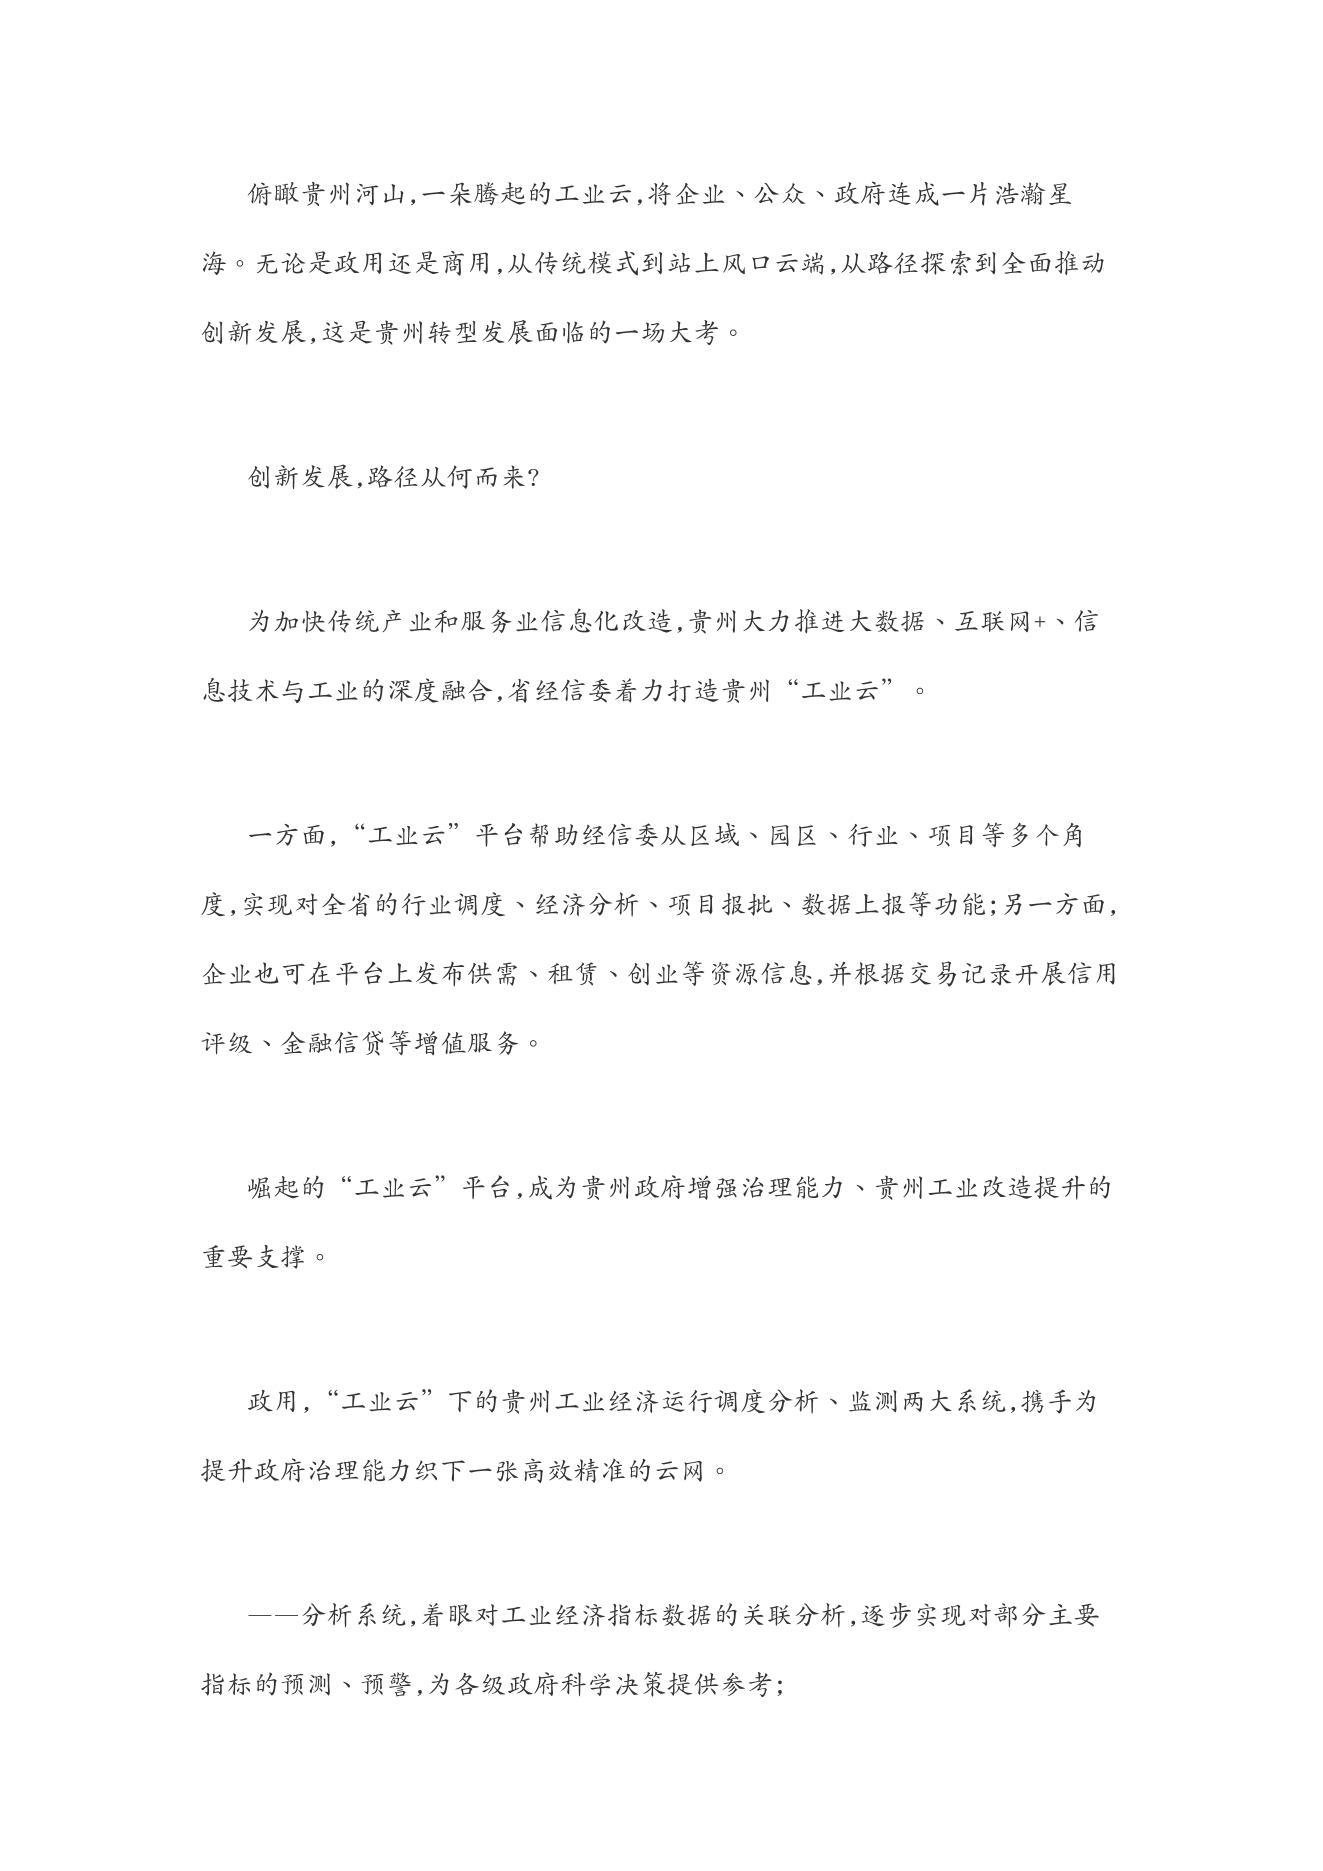 俯瞰贵州河山,一朵腾起的工业云,将企业、公众、政府连成一片浩瀚星
海。无论是政用还是商用,从传统模式到站上风口云端,从路径探索到全面推动
创新发展,这是贵州转型发展面临的一场大考。
创新发展,路径从何而来?
为加快传统产业和服务业信息化改造,贵州大力推进大数据、互联网+、信
息技术与工业的深度融合,省经信委着力打造贵州“工业云”。
一方面,“工业云”平台帮助经信委从区域、园区、行业、项目等多个角
度,实现对全省的行业调度、经济分析、项目报批、数据上报等功能;另一方面,
企业也可在平台上发布供需、租赁、创业等资源信息,并根据交易记录开展信用
评级、金融信贷等增值服务。
崛起的“工业云”平台,成为贵州政府增强治理能力、贵州工业改造提升的
重要支撑。
政用,“工业云”下的贵州工业经济运行调度分析、监测两大系统,携手为
提升政府治理能力织下一张高效精准的云网。
——分析系统,着眼对工业经济指标数据的关联分析,逐步实现对部分主要
指标的预测、预警,为各级政府科学决策提供参考;